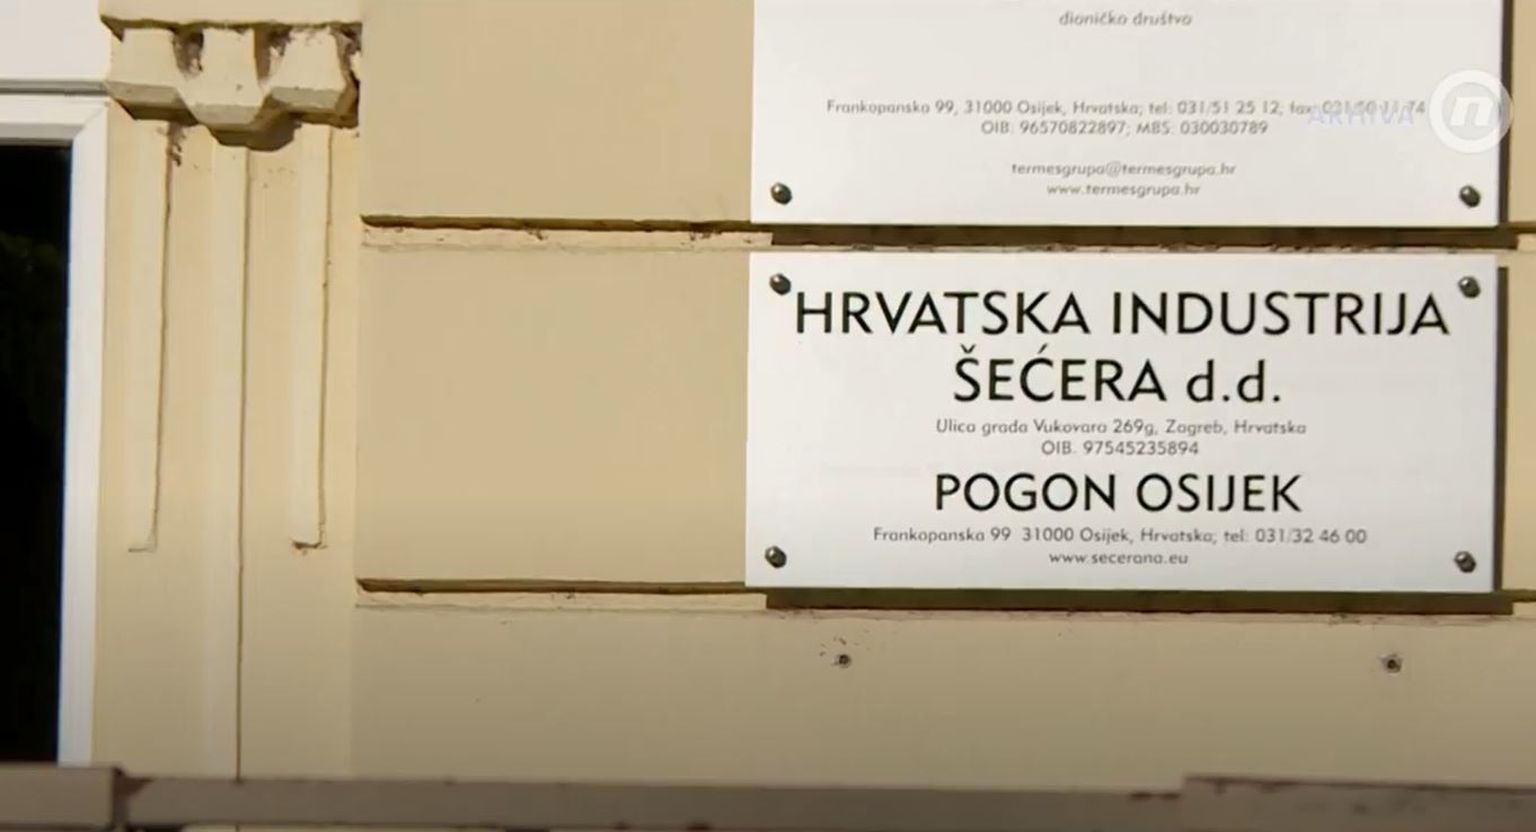 dioničko društvo
Frankopanska 99, 31000 Osijek, Hrvatska; tel: 031/51 25 12; fax:
ARHIVA
OIB: 96570822897; MBS: 030030789
termesgrupa@termesgrupa.hr
www.termesgrupa.hr
HRVATSKA INDUSTRIJA
ŠEĆERA d.d.
Ulica grada Vukovara 269g, Zagreb, Hrvatska
OIB: 97545235894
POGON OSIJEK
Frankopanska 99 31000 Osijek, Hrvatska; tel: 031/32 46 00
www.secerana.eu